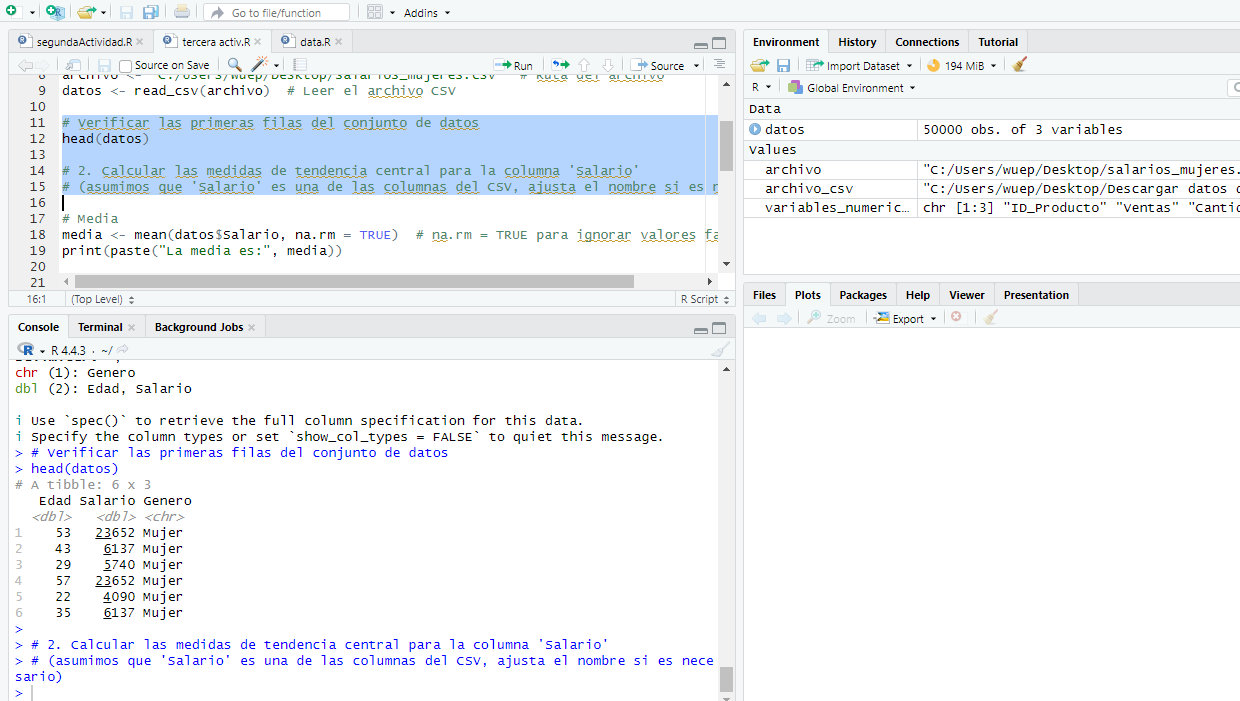 Go to file/function
Addins
segundaActividad.R
tercera activ.R
data.R
Source on Save
Run
Source
8 archivo <- "C:/Users/wuep/Desktop/salarios_mujeres.csv" # Ruta del archivo
9 datos <- read_csv(archivo) # Leer el archivo CSV
10
11 # Verificar las primeras filas del conjunto de datos
12 head(datos)
13
14 # 2. Calcular las medidas de tendencia central para la columna 'Salario'
15 # (asumimos que 'Salario' es una de las columnas del CSV, ajusta el nombre si es n
16
17 # Media
18 media <- mean(datos$Salario, na.rm = TRUE) # na.rm = TRUE para ignorar valores fa
19 print(paste("La media es:", media))
20
21
16:1 (Top Level) R Script
Console Terminal Background Jobs
R 4.4.3 · ~/
chr (1): Genero
dbl (2): Edad, Salario
i Use `spec()` to retrieve the full column specification for this data.
i Specify the column types or set `show_col_types = FALSE` to quiet this message.
> # Verificar las primeras filas del conjunto de datos
> head(datos)
# A tibble: 6 x 3
Edad Salario Genero
<dbl> <dbl> <chr>
1 53 23652 Mujer
2 43 6137 Mujer
3 29 5740 Mujer
4 57 23652 Mujer
5 22 4090 Mujer
6 35 6137 Mujer
>
> # 2. Calcular las medidas de tendencia central para la columna 'Salario'
> # (asumimos que 'Salario' es una de las columnas del CSV, ajusta el nombre si es nece
sario)
>
Environment History Connections Tutorial
Import Dataset 194 MiB
R Global Environment
Data
datos 50000 obs. of 3 variables
Values
archivo "C:/Users/wuep/Desktop/salarios_mujeres.
archivo_csv "C:/Users/wuep/Desktop/Descargar datos d
variables_numeric… chr [1:3] "ID_Producto" "Ventas" "Cantid
Files Plots Packages Help Viewer Presentation
Zoom Export